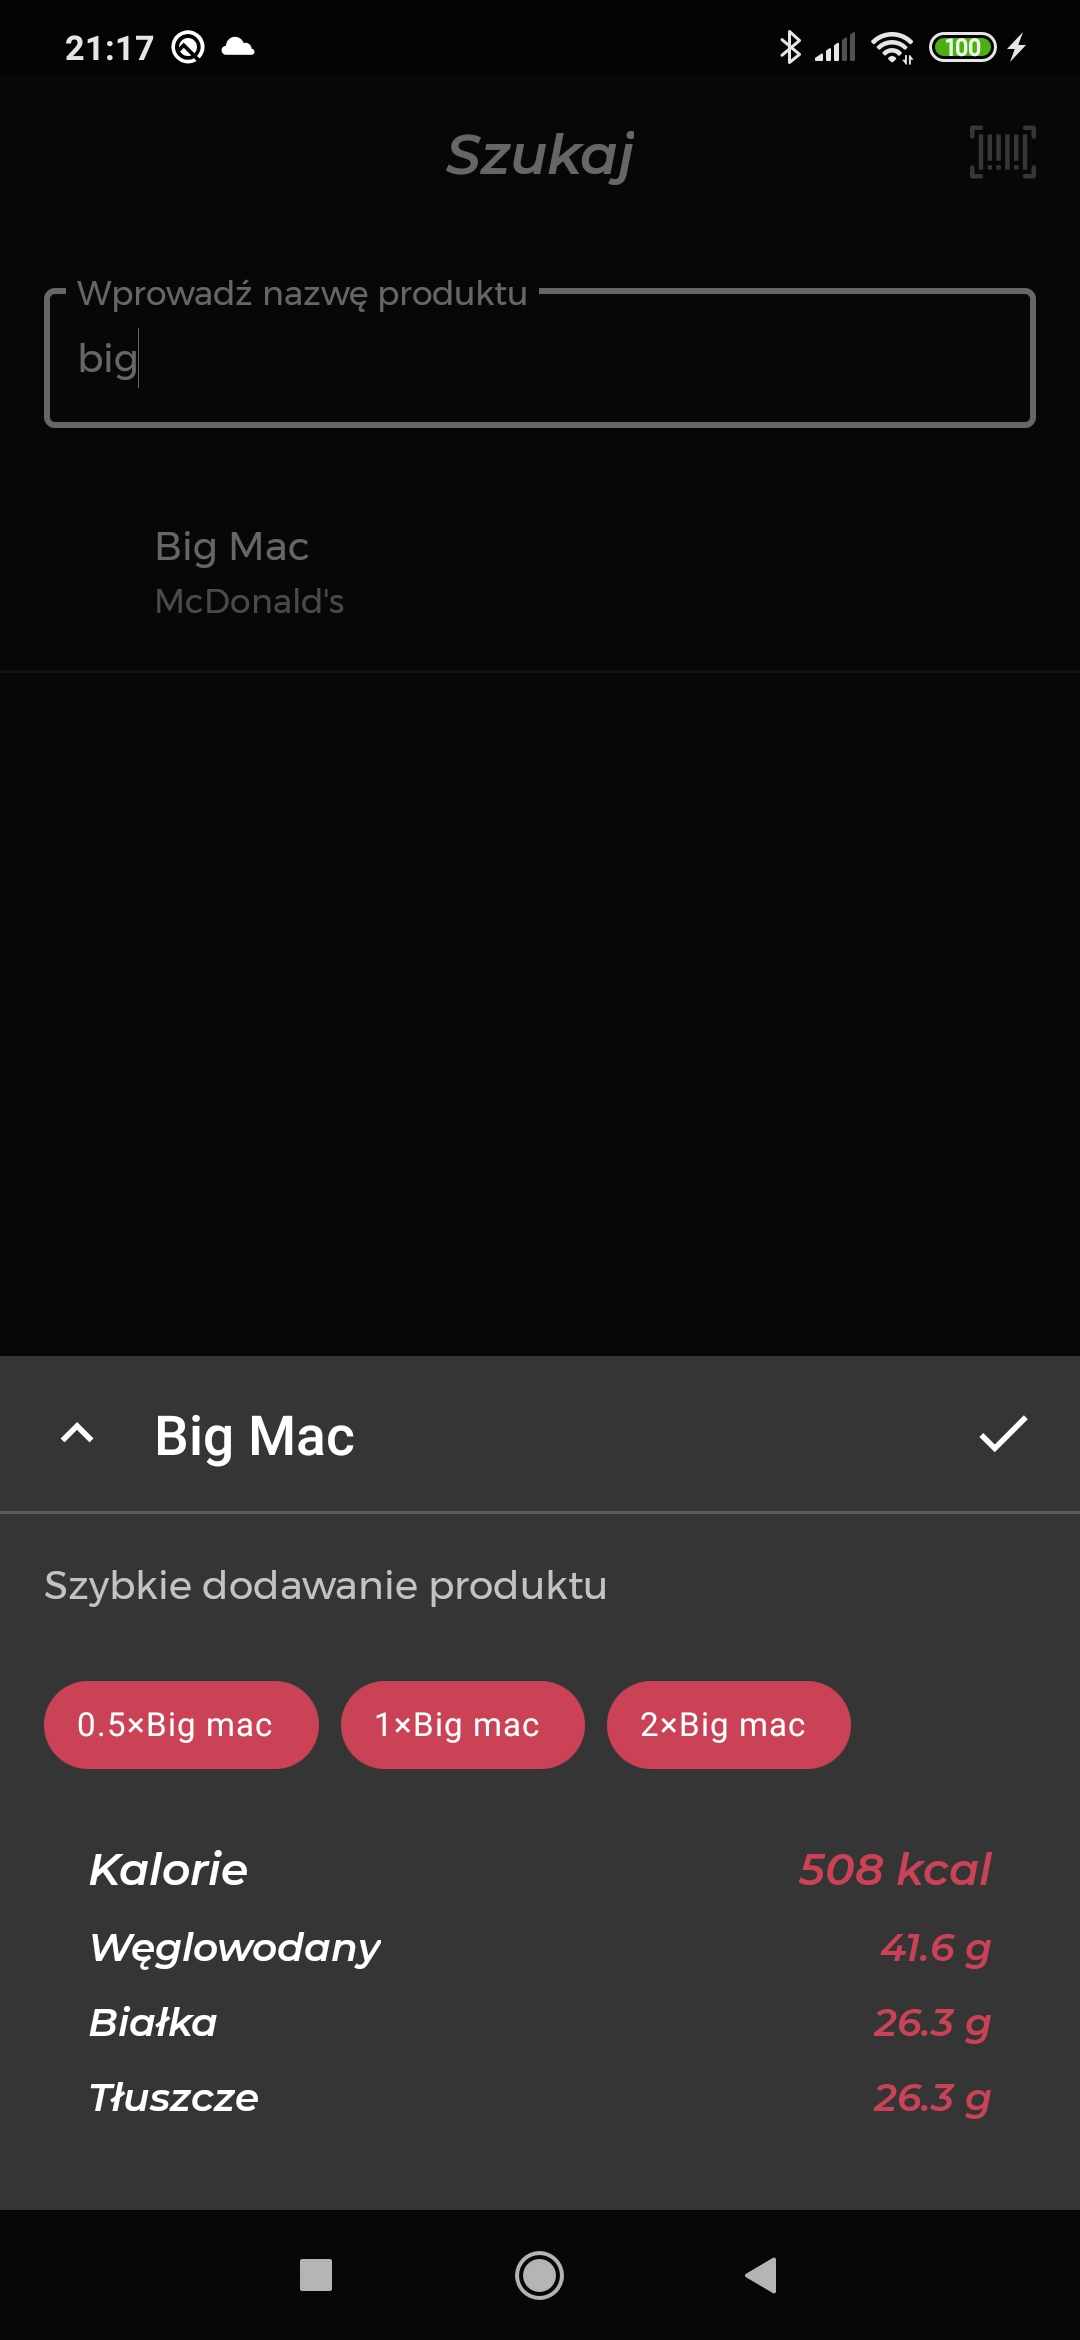 21:17
100
Szukaj
Wprowadź nazwę produktu
big
Big Mac
McDonald's
Big Mac
Szybkie dodawanie produktu
0.5×Big mac 1×Big mac 2×Big mac
Kalorie 508 kcal
Węglowodany 41.6 g
Białka 26.3 g
Tłuszcze 26.3 g